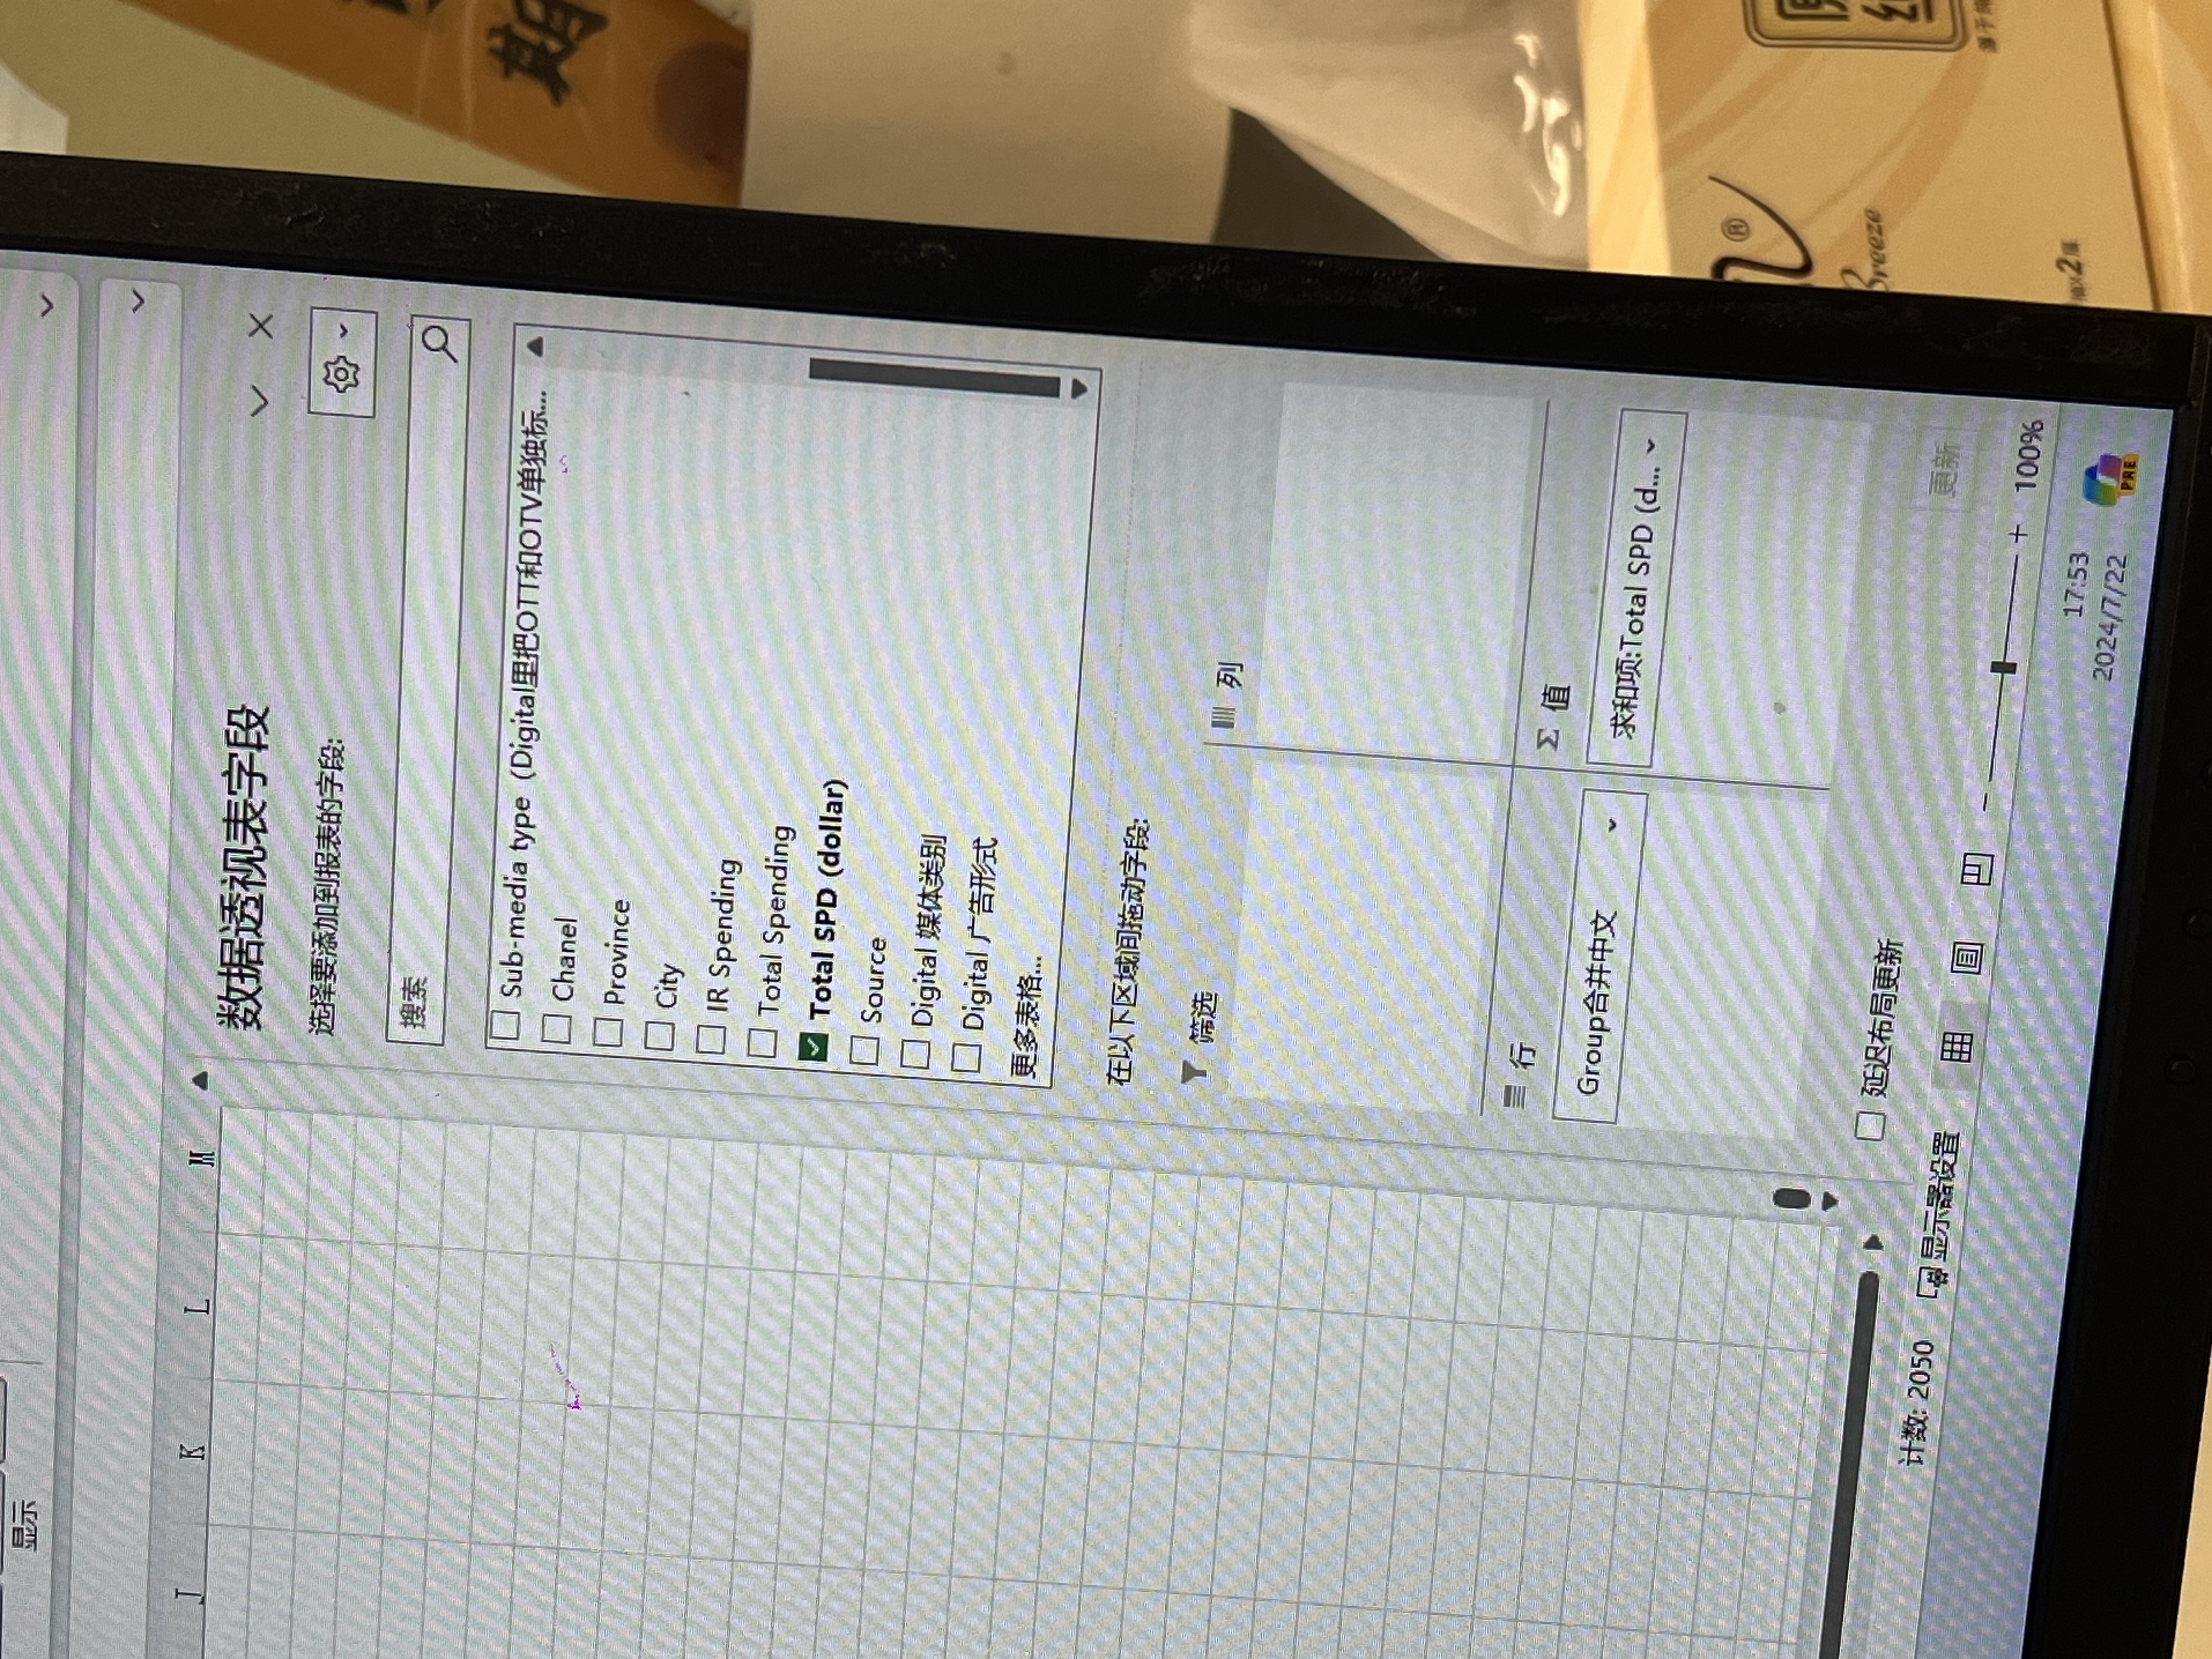 显示
J K L M
数据透视表字段
选择要添加到报表的字段:
搜索
Sub-media type（Digital里把OTT和OTV单独标...
Chanel
Province
City
IR Spending
Total Spending
Total SPD (dollar)
Source
Digital 媒体类别
Digital 广告形式
更多表格...
在以下区域间拖动字段:
筛选
列
行
Σ 值
Group合并中文
求和项:Total SPD (d...
延迟布局更新
更新
计数: 2050
显示器设置
100%
17:53
2024/7/22
PRE
期
®
Breeze